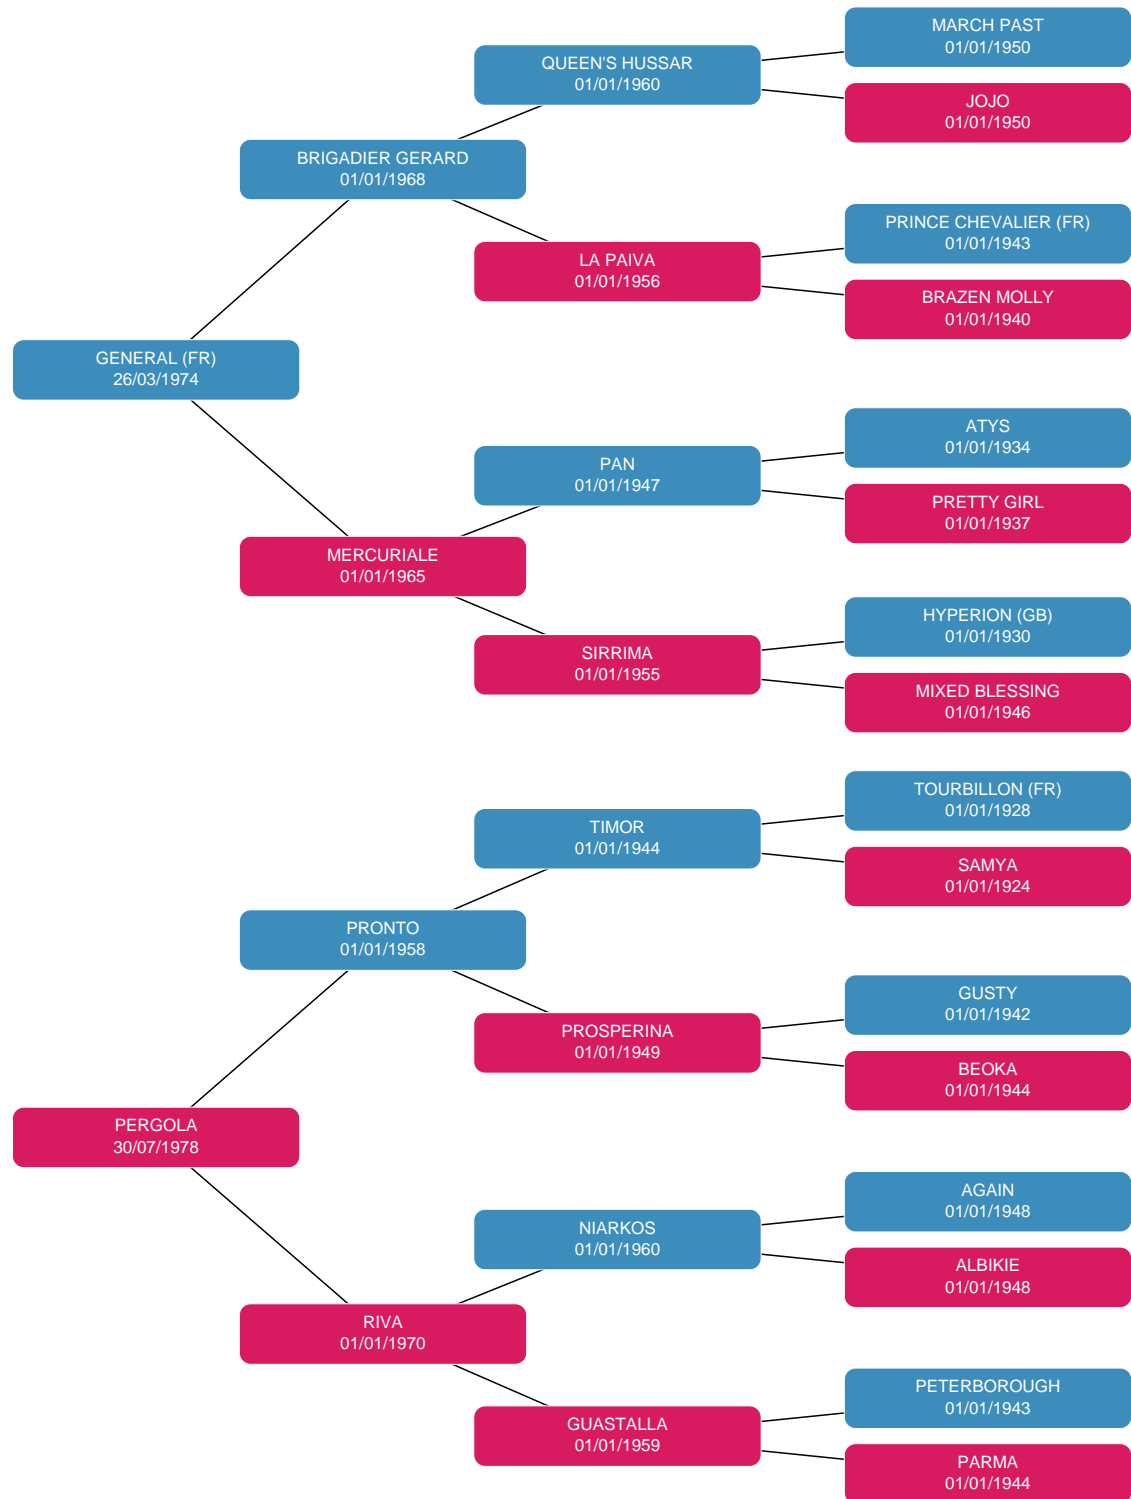 MARCH PAST
01/01/1950
QUEEN'S HUSSAR
01/01/1960
JOJO
01/01/1950
BRIGADIER GERARD
01/01/1968
PRINCE CHEVALIER (FR)
01/01/1943
LA PAIVA
01/01/1956
BRAZEN MOLLY
01/01/1940
GENERAL (FR)
26/03/1974
ATYS
01/01/1934
PAN
01/01/1947
PRETTY GIRL
01/01/1937
MERCURIALE
01/01/1965
HYPERION (GB)
01/01/1930
SIRRIMA
01/01/1955
MIXED BLESSING
01/01/1946
TOURBILLON (FR)
01/01/1928
TIMOR
01/01/1944
SAMYA
01/01/1924
PRONTO
01/01/1958
GUSTY
01/01/1942
PROSPERINA
01/01/1949
BEOKA
01/01/1944
PERGOLA
30/07/1978
AGAIN
01/01/1948
NIARKOS
01/01/1960
ALBIKIE
01/01/1948
RIVA
01/01/1970
PETERBOROUGH
01/01/1943
GUASTALLA
01/01/1959
PARMA
01/01/1944